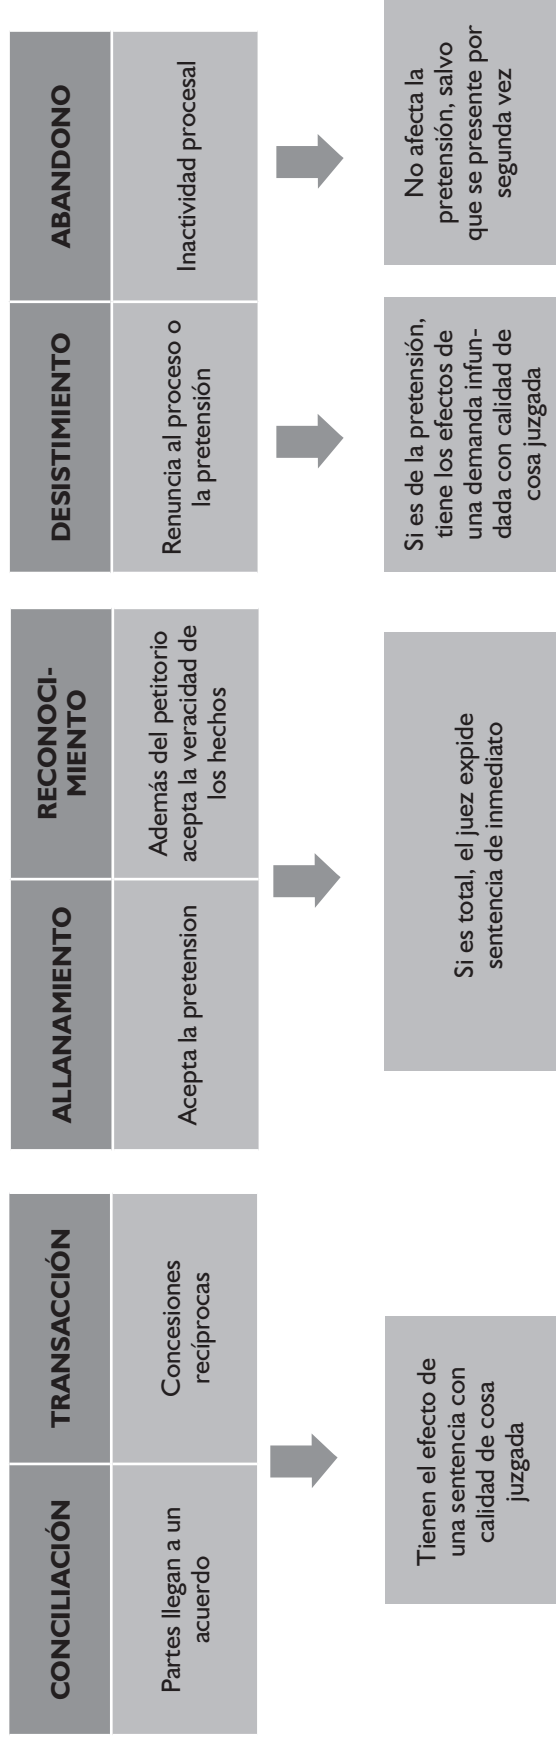 CONCILIACIÓN
Partes llegan a un
acuerdo
TRANSACCIÓN
Concesiones
recíprocas
Tienen el efecto de
una sentencia con
calidad de cosa
juzgada
ALLANAMIENTO
Acepta la pretension
RECONOCI-
MIENTO
Además del petitorio
acepta la veracidad de
los hechos
Si es total, el juez expide
sentencia de inmediato
DESISTIMIENTO
Renuncia al proceso o
la pretensión
Si es de la pretensión,
tiene los efectos de
una demanda infun-
dada con calidad de
cosa juzgada
ABANDONO
Inactividad procesal
No afecta la
pretensión, salvo
que se presente por
segunda vez